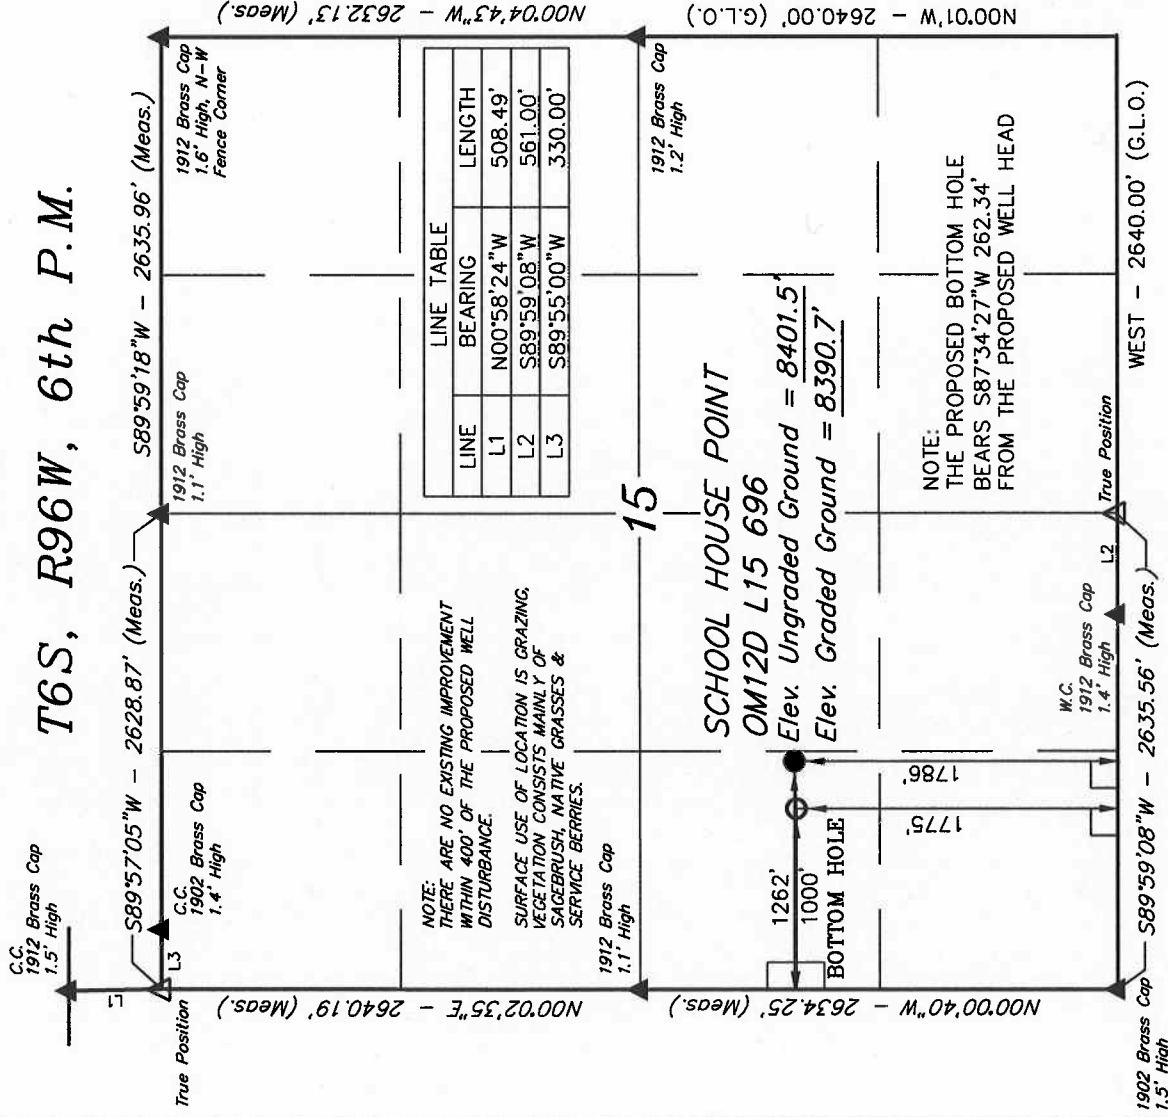 T6S, R96W, 6th P.M.
C.C.
1912 Brass Cap
1.5' High
S89°57'05"W - 2628.87' (Meas.)
S89°59'18"W - 2635.96' (Meas.)
L1
L3
True Position
C.C.
1902 Brass Cap
1.4' High
1912 Brass Cap
1.1' High
1912 Brass Cap
1.6' High, N-W
Fence Corner
N00°04'43"W - 2632.13' (Meas.)
N00°02'35"E - 2640.19' (Meas.)
NOTE:
THERE ARE NO EXISTING IMPROVEMENT
WITHIN 400' OF THE PROPOSED WELL
DISTURBANCE.
SURFACE USE OF LOCATION IS GRAZING,
VEGETATION CONSISTS MAINLY OF
SAGEBRUSH, NATIVE GRASSES &
SERVICE BERRIES.
LINE TABLE
LINE BEARING LENGTH
L1 N00°58'24"W 508.49'
L2 S89°59'08"W 561.00'
L3 S89°55'00"W 330.00'
1912 Brass Cap
1.1' High
15
1912 Brass Cap
1.2' High
SCHOOL HOUSE POINT
OM12D L15 696
Elev. Ungraded Ground = 8401.5'
Elev. Graded Ground = 8390.7'
1262'
1000'
BOTTOM HOLE
1775'
1786'
N00°00'40"W - 2634.25' (Meas.)
N00°01'W - 2640.00' (G.L.O.)
NOTE:
THE PROPOSED BOTTOM HOLE
BEARS S87°34'27"W 262.34'
FROM THE PROPOSED WELL HEAD
W.C.
1912 Brass Cap
1.4' High
L2
True Position
1902 Brass Cap
1.5' High
S89°59'08"W - 2635.56' (Meas.)
WEST - 2640.00' (G.L.O.)